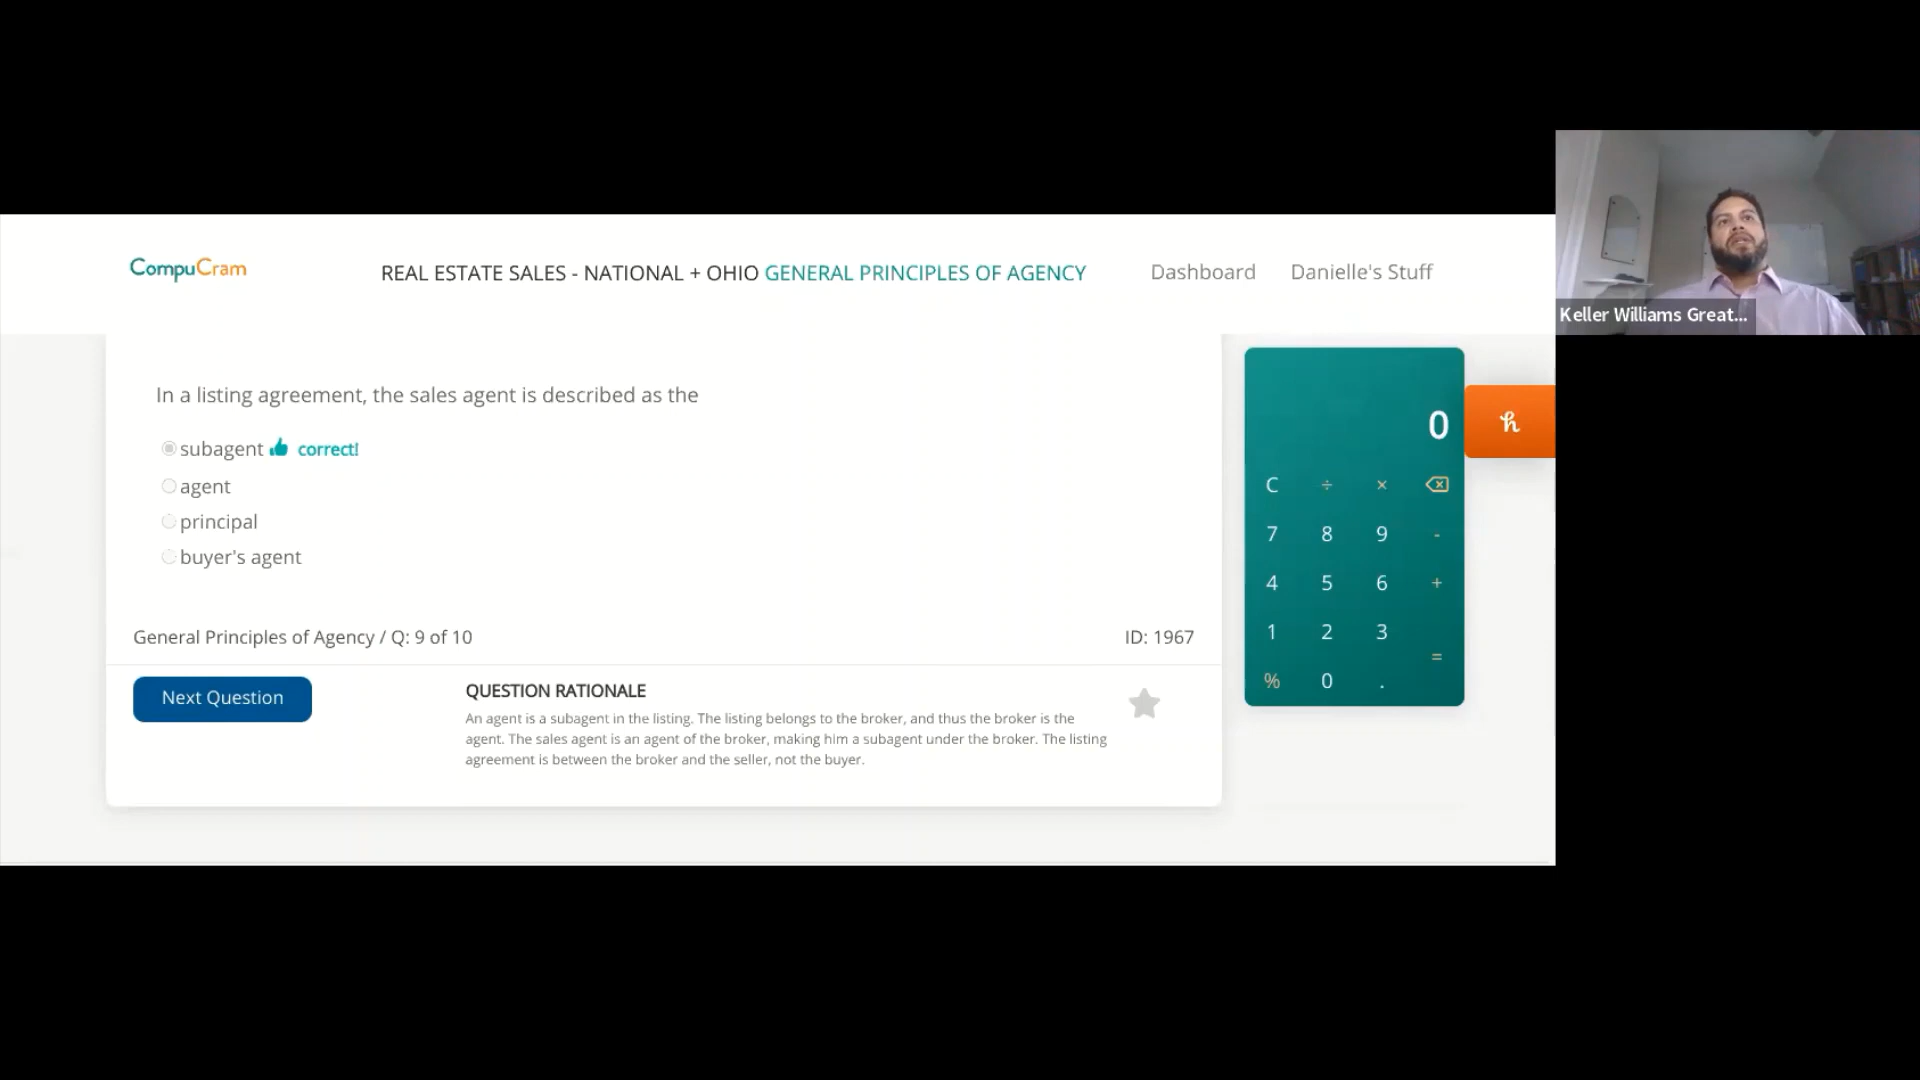 CompuCram
REAL ESTATE SALES - NATIONAL + OHIO GENERAL PRINCIPLES OF AGENCY
Dashboard
Danielle's Stuff
Keller Williams Great...
In a listing agreement, the sales agent is described as the
subagent correct!
agent
principal
buyer's agent
General Principles of Agency / Q: 9 of 10
ID: 1967
Next Question
QUESTION RATIONALE
An agent is a subagent in the listing. The listing belongs to the broker, and thus the broker is the
agent. The sales agent is an agent of the broker, making him a subagent under the broker. The listing
agreement is between the broker and the seller, not the buyer.
0
C ÷ ×
7 8 9 -
4 5 6 +
1 2 3
=
% 0 .
h